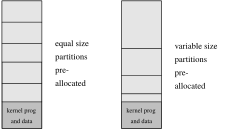 equal size
partitions
pre-
allocated
kernel prog
and data
variable size
partitions
pre-
allocated
kernel prog
and data